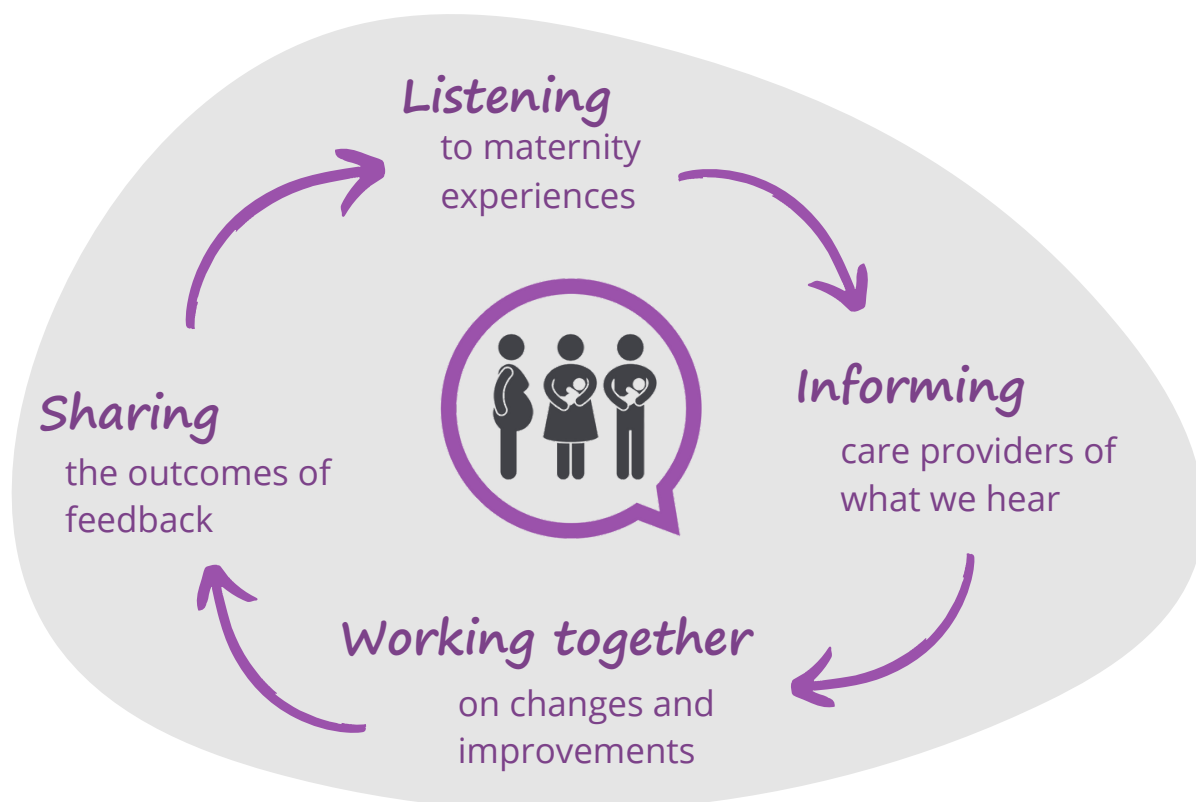 Listening
to maternity
experiences
Informing
care providers of
what we hear
Working together
on changes and
improvements
Sharing
the outcomes of
feedback